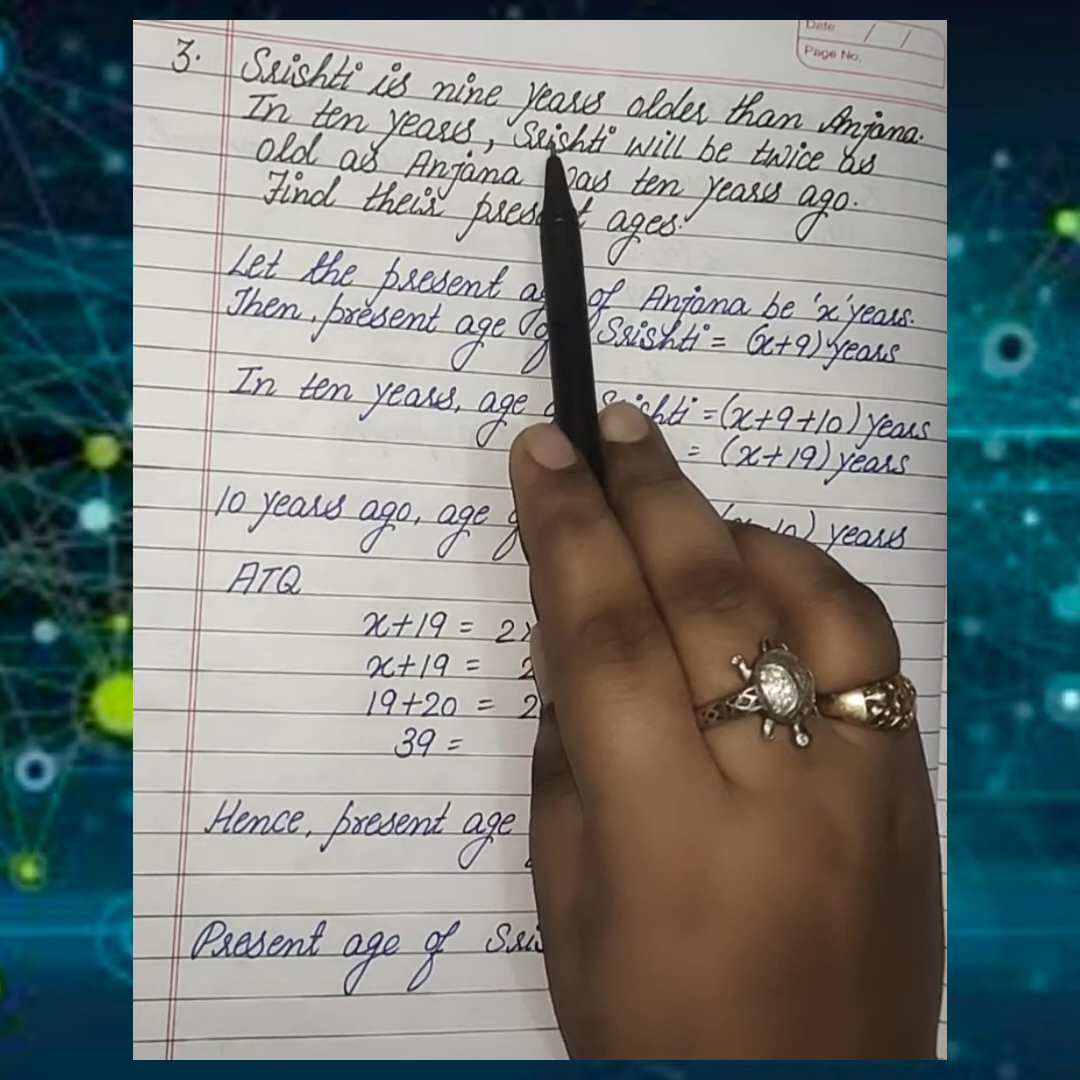 Date / /
Page No.
3. Srishti is nine years older than Anjana.
In ten years, Srishti will be twice as
old as Anjana was ten years ago.
Find their present ages.
Let the present age of Anjana be 'x' years.
Then, present age of Srishti = (x+9) years
In ten years, age of Srishti = (x+9+10) years
= (x+19) years
10 years ago, age (x-10) years
ATQ
x+19 = 2x
x+19 = 2
19+20 = 2
39 =
Hence, present age
Present age of Sri